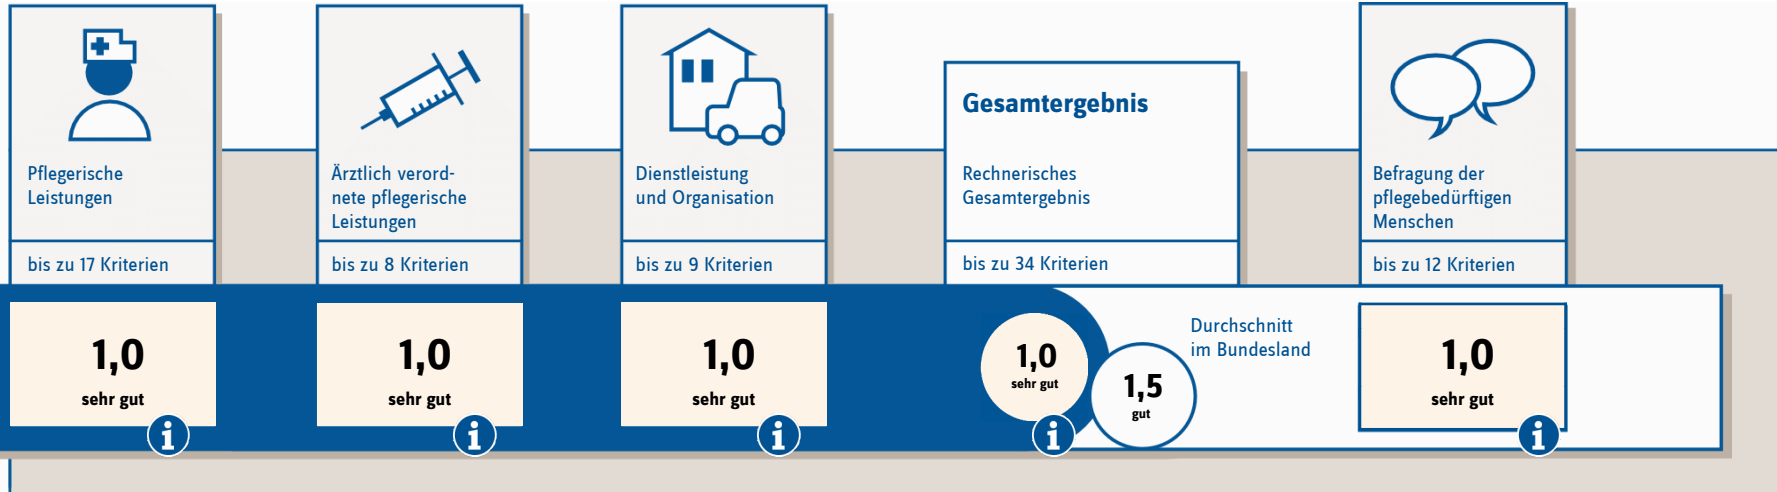 Pflegerische
Leistungen
bis zu 17 Kriterien
1,0
sehr gut
i
Ärztlich verord-
nete pflegerische
Leistungen
bis zu 8 Kriterien
1,0
sehr gut
i
Dienstleistung
und Organisation
bis zu 9 Kriterien
1,0
sehr gut
i
Gesamtergebnis
Rechnerisches
Gesamtergebnis
bis zu 34 Kriterien
1,0
sehr gut
i
1,5
gut
Durchschnitt
im Bundesland
Befragung der
pflegebedürftigen
Menschen
bis zu 12 Kriterien
1,0
sehr gut
i